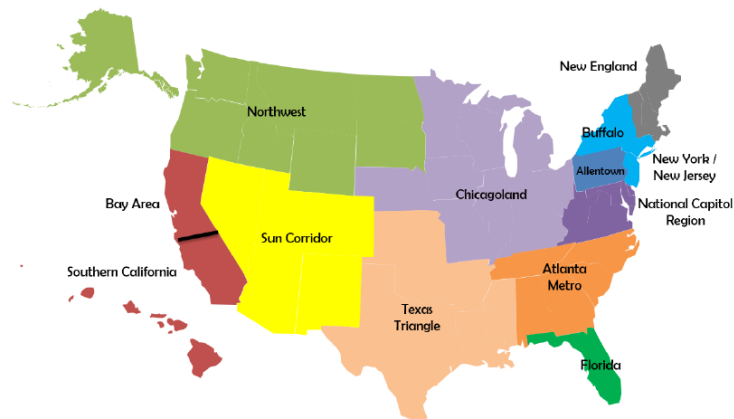 New England
Northwest
Buffalo
Allentown
New York /
New Jersey
Chicagoland
Bay Area
National Capitol
Region
Sun Corridor
Southern California
Atlanta
Metro
Texas
Triangle
Florida